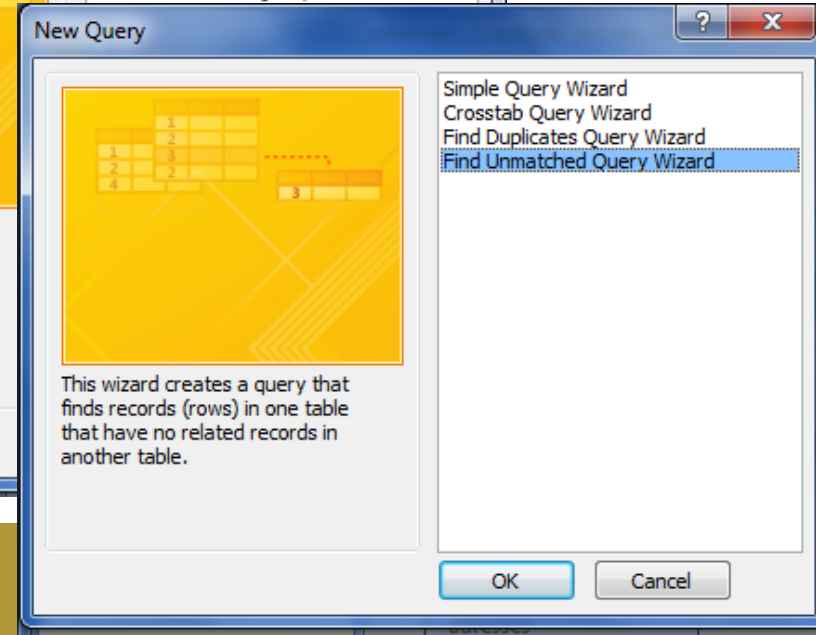 New Query
?
X
1
2
3
2
1
2
4
3
Simple Query Wizard
Crosstab Query Wizard
Find Duplicates Query Wizard
Find Unmatched Query Wizard
This wizard creates a query that
finds records (rows) in one table
that have no related records in
another table.
OK
Cancel